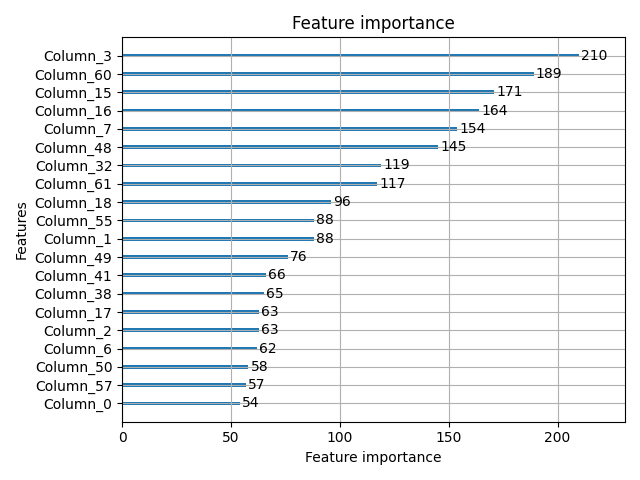 Feature importance
Column_3 210
Column_60 189
Column_15 171
Column_16 164
Column_7 154
Column_48 145
Column_32 119
Column_61 117
Column_18 96
Column_55 88
Column_1 88
Column_49 76
Column_41 66
Column_38 65
Column_17 63
Column_2 63
Column_6 62
Column_50 58
Column_57 57
Column_0 54
Features
0 50 100 150 200
Feature importance